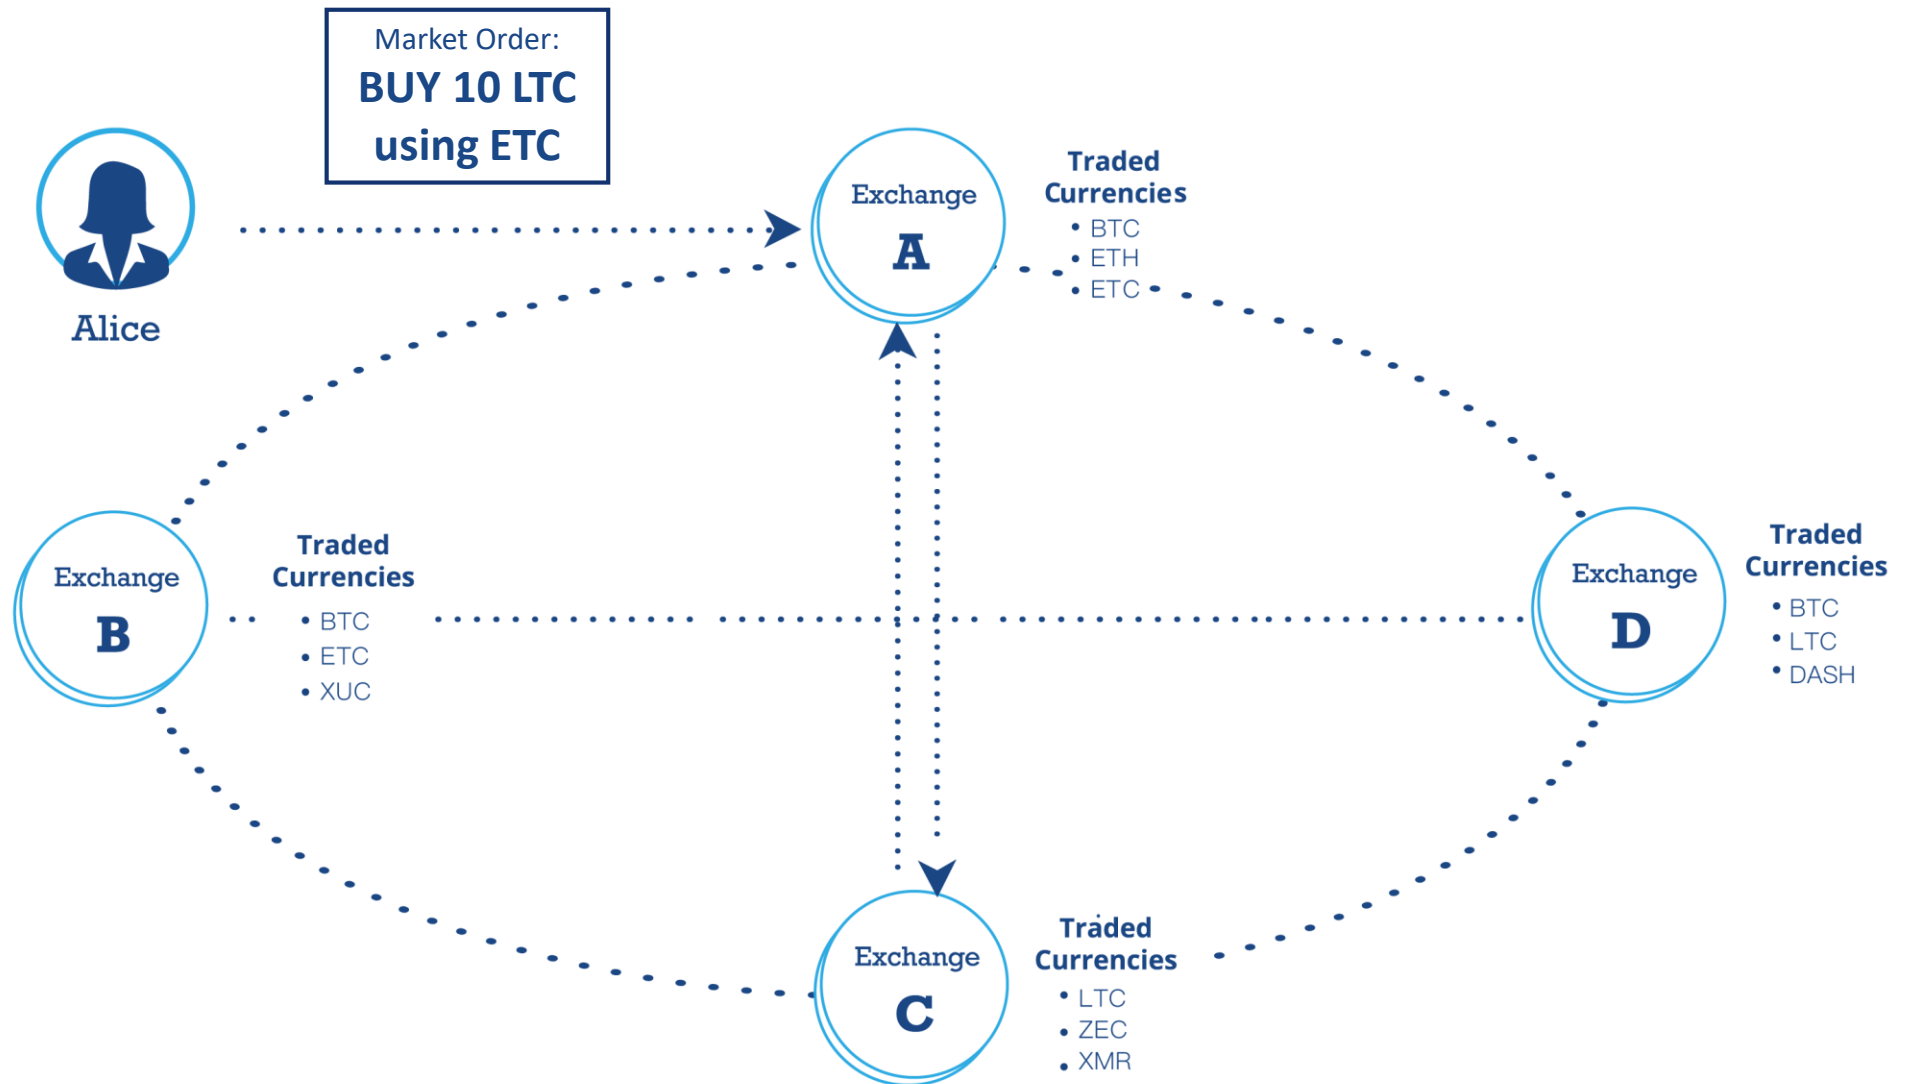 Market Order:
BUY 10 LTC
using ETC
Alice
Exchange
A
Traded
Currencies
• BTC
• ETH
• ETC
Exchange
B
Traded
Currencies
• BTC
• ETC
• XUC
Exchange
D
Traded
Currencies
• BTC
• LTC
• DASH
Exchange
C
Traded
Currencies
• LTC
• ZEC
• XMR